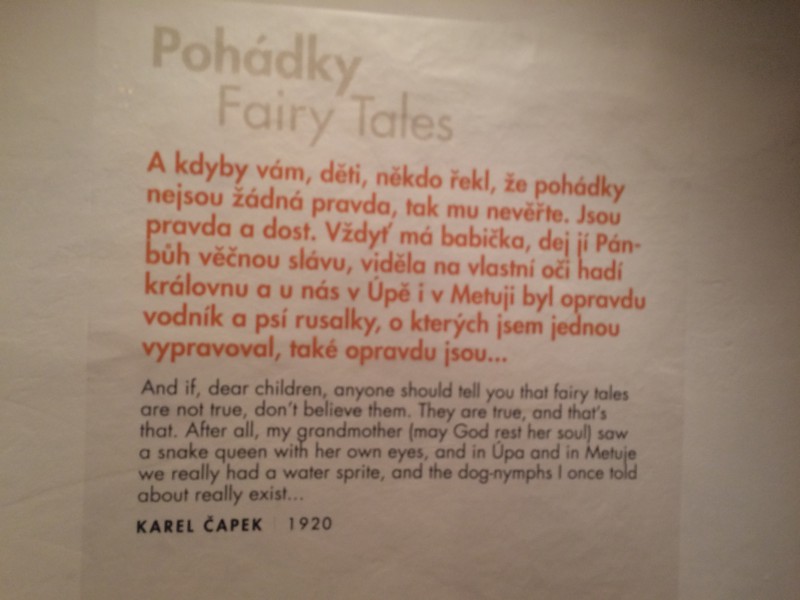 Pohádky
Fairy Tales
A kdyby vám, děti, někdo řekl, že pohádky
nejsou žádná pravda, tak mu nevěřte. Jsou
pravda a dost. Vždyť má babička, dej jí Pán-
bůh věčnou slávu, viděla na vlastní oči hadí
královnu a u nás v Úpě i v Metuji byl opravdu
vodník a psí rusalky, o kterých jsem jednou
vypravoval, také opravdu jsou...
And if, dear children, anyone should tell you that fairy tales
are not true, don't believe them. They are true, and that's
that. After all, my grandmother (may God rest her soul) saw
a snake queen with her own eyes, and in Úpa and in Metuje
we really had a water sprite, and the dog-nymphs I once told
about really exist...
KAREL ČAPEK | 1920